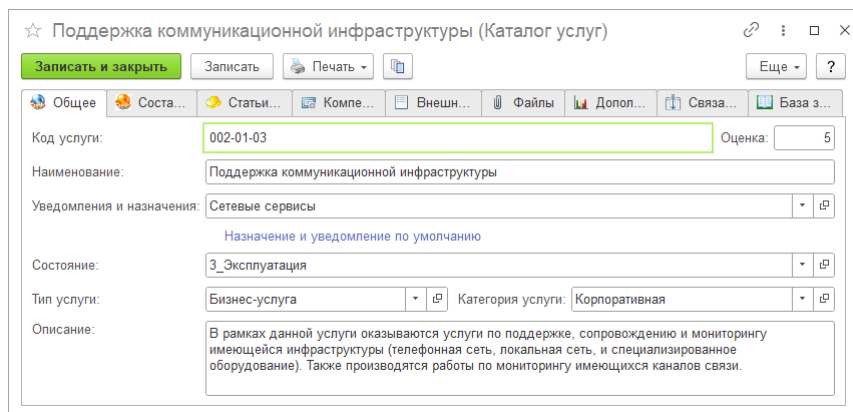 Поддержка коммуникационной инфраструктуры (Каталог услуг)
Записать и закрыть Записать Печать Еще ?
Общее Соста... Статьи... Компе... Внешн... Файлы Допол... Связа... База з...
Код услуги: 002-01-03 Оценка: 5
Наименование: Поддержка коммуникационной инфраструктуры
Уведомления и назначения: Сетевые сервисы
Назначение и уведомление по умолчанию
Состояние: 3_Эксплуатация
Тип услуги: Бизнес-услуга Категория услуги: Корпоративная
Описание: В рамках данной услуги оказываются услуги по поддержке, сопровождению и мониторингу
имеющейся инфраструктуры (телефонная сеть, локальная сеть, и специализированное
оборудование). Также производятся работы по мониторингу имеющихся каналов связи.